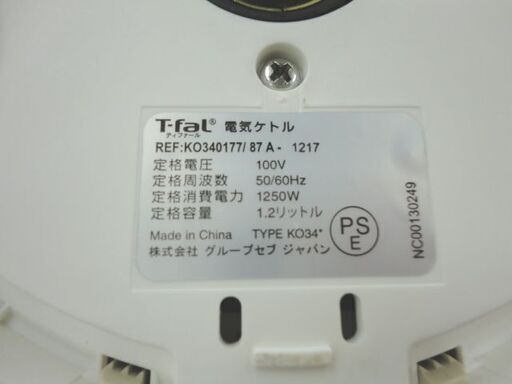 T-fal® 電気ケトル
ティファール
REF:KO340177/ 87 A - 1217
定格電圧 100V
定格周波数 50/60Hz
定格消費電力 1250W
定格容量 1.2リットル
Made in China TYPE KO34*
株式会社 グループセブ ジャパン
PS
E
NC00130249